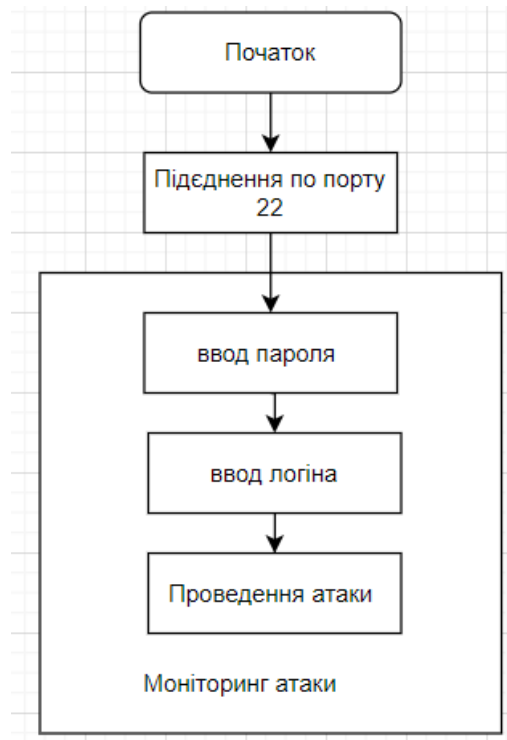 Початок
Підєднення по порту
22
ввод пароля
ввод логіна
Проведення атаки
Моніторинг атаки